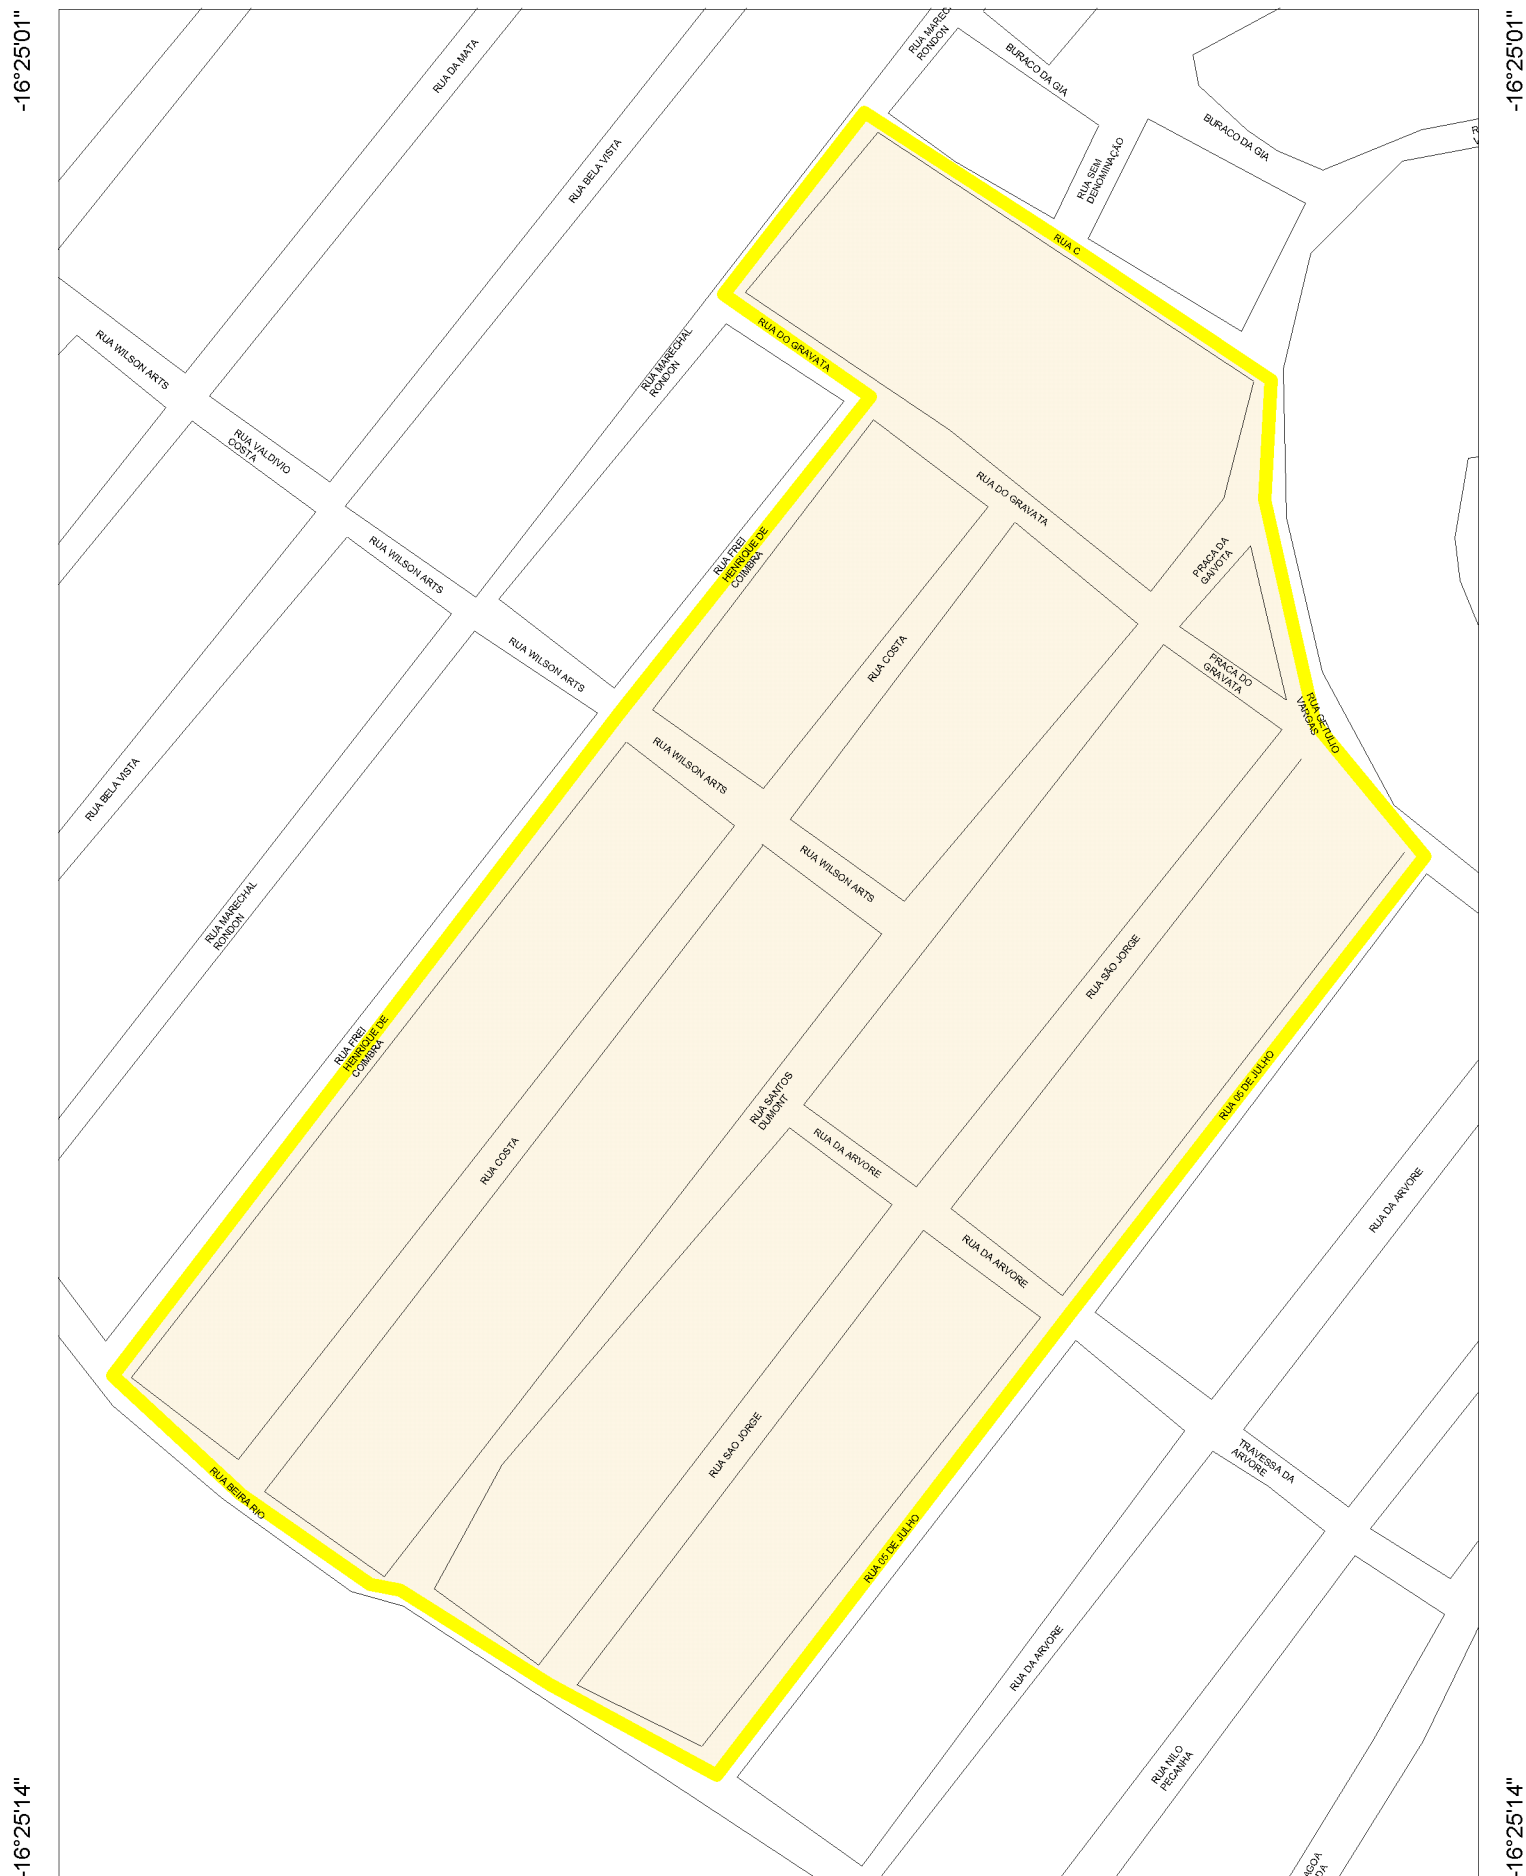 -16°25'01"
-16°25'01"
RUA DA MATA
RONDON
BURACO DA GIA
BURACO DA GIA
RUA BELA VISTA
RUA SEM
DENOMINAÇÃO
RUA C
RUA WILSON ARTS
RUA MARECHAL
RONDON
RUA DO GRAVATA
RUA VALDIVIO
COSTA
RUA DO GRAVATA
RUA WILSON ARTS
RUA FREI
HENRIQUE DE
COIMBRA
PRACA DA
GAIVOTA
RUA WILSON ARTS
RUA COSTA
PRACA DO
GRAVATA
RUA GETULIO
VARGAS
RUA WILSON ARTS
RUA BELA VISTA
RUA WILSON ARTS
RUA MARECHAL
RONDON
RUA SÃO JORGE
RUA FREI
HENRIQUE DE
COIMBRA
RUA 05 DE JULHO
RUA SANTOS
DUMONT
RUA COSTA
RUA DA ARVORE
RUA DA ARVORE
RUA DA ARVORE
RUA SAO JORGE
TRAVESSA DA
ARVORE
RUA BEIRA RIO
RUA 05 DE JULHO
RUA DA ARVORE
RUA NILO
PECANHA
-16°25'14"
-16°25'14"